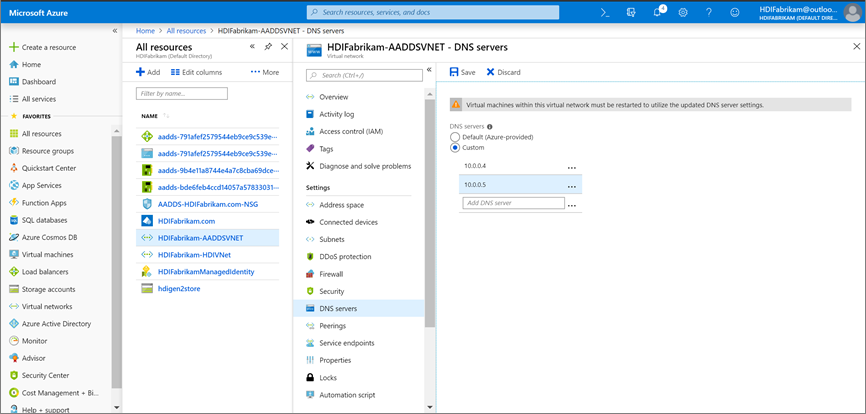 Microsoft Azure
Search resources, services, and docs
4
HDIFabrikam@outloo...
HDIFABRIKAM (DEFAULT DIRE...
Create a resource
Home
Dashboard
All services
FAVORITES
All resources
Resource groups
Quickstart Center
App Services
Function Apps
SQL databases
Azure Cosmos DB
Virtual machines
Load balancers
Storage accounts
Virtual networks
Azure Active Directory
Monitor
Advisor
Security Center
Cost Management + Bi...
Help + support
Home > All resources > HDIFabrikam-AADDSVNET - DNS servers
All resources
HDIFabrikam (Default Directory)
Add
Edit columns
More
Filter by name...
NAME
aadds-791afef2579544eb9ce9c539e···
aadds-791afef2579544eb9ce9c539e···
aadds-9b4e11a8744e4a7c8cba69dce···
aadds-bde6feb4ccd14057a57833031···
AADDS-HDIFabrikam.com-NSG
HDIFabrikam.com
HDIFabrikam-AADDSVNET
HDIFabrikam-HDIVNet
HDIFabrikamManagedIdentity
hdigen2store
HDIFabrikam-AADDSVNET - DNS servers
Virtual network
Search (Ctrl+/)
Overview
Activity log
Access control (IAM)
Tags
Diagnose and solve problems
Settings
Address space
Connected devices
Subnets
DDoS protection
Firewall
Security
DNS servers
Peerings
Service endpoints
Properties
Locks
Automation script
Save
Discard
Virtual machines within this virtual network must be restarted to utilize the updated DNS server settings.
DNS servers
Default (Azure-provided)
Custom
10.0.0.4
10.0.0.5
Add DNS server